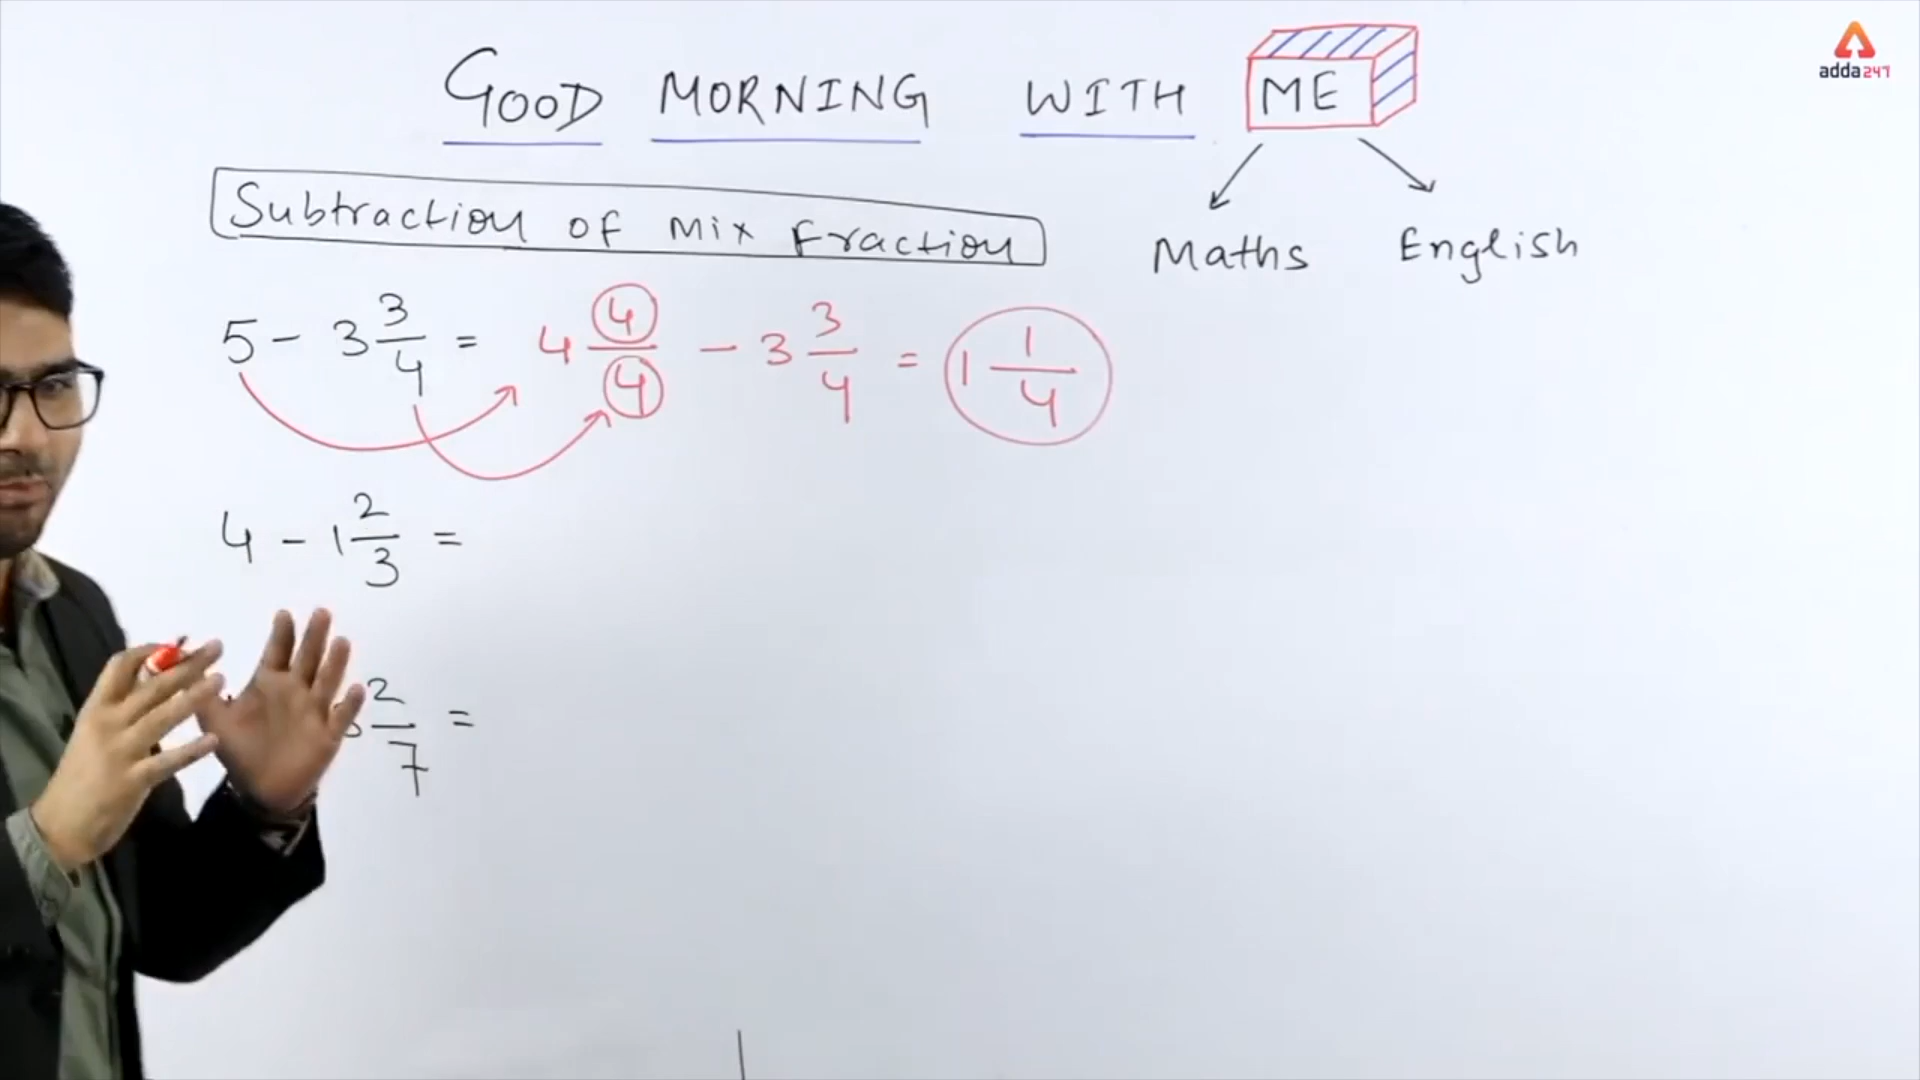 GOOD MORNING WITH ME
adda247
Subtraction of Mix Fraction
Maths English
5 - 3 3/4 = 4 4/4 - 3 3/4 = 1 1/4
4 - 1 2/3 =
2/7 =